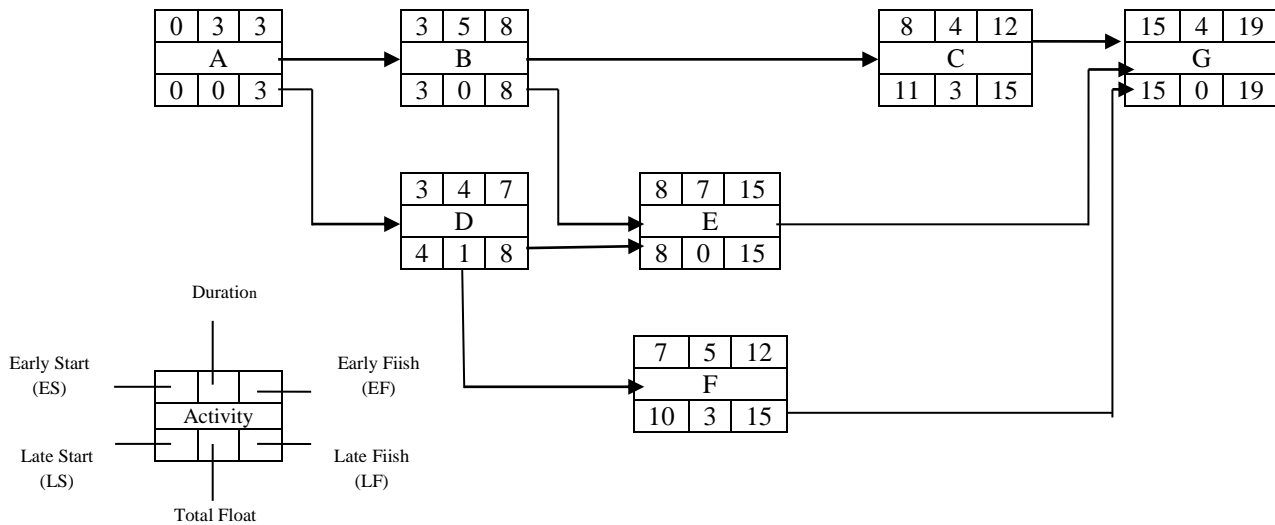 0 3 3
A
0 0 3
3 5 8
B
3 0 8
8 4 12
C
11 3 15
15 4 19
G
15 0 19
3 4 7
D
4 1 8
8 7 15
E
8 0 15
7 5 12
F
10 3 15
Duration
Early Start
(ES)
Early Fiish
(EF)
Activity
Late Start
(LS)
Late Fiish
(LF)
Total Float